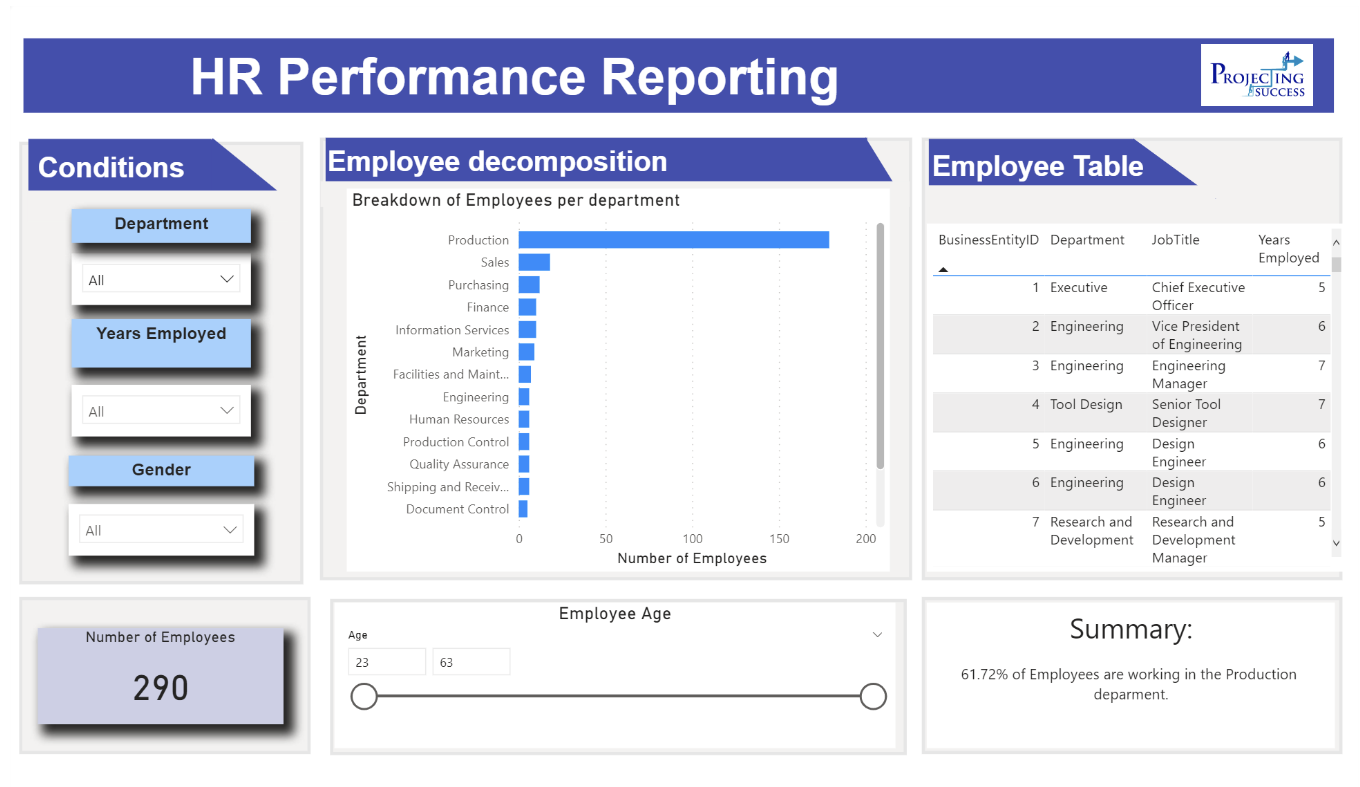 HR Performance Reporting
PROJECTING
SUCCESS
Conditions
Department
All
Years Employed
All
Gender
All
Employee decomposition
Breakdown of Employees per department
Department
Production
Sales
Purchasing
Finance
Information Services
Marketing
Facilities and Maint...
Engineering
Human Resources
Production Control
Quality Assurance
Shipping and Receiv...
Document Control
0 50 100 150 200
Number of Employees
Employee Table
BusinessEntityID Department JobTitle Years
Employed
1 Executive Chief Executive 5
Officer
2 Engineering Vice President 6
of Engineering
3 Engineering Engineering 7
Manager
4 Tool Design Senior Tool 7
Designer
5 Engineering Design 6
Engineer
6 Engineering Design 6
Engineer
7 Research and Research and 5
Development Development
Manager
Number of Employees
290
Employee Age
Age
23 63
Summary:
61.72% of Employees are working in the Production
deparment.